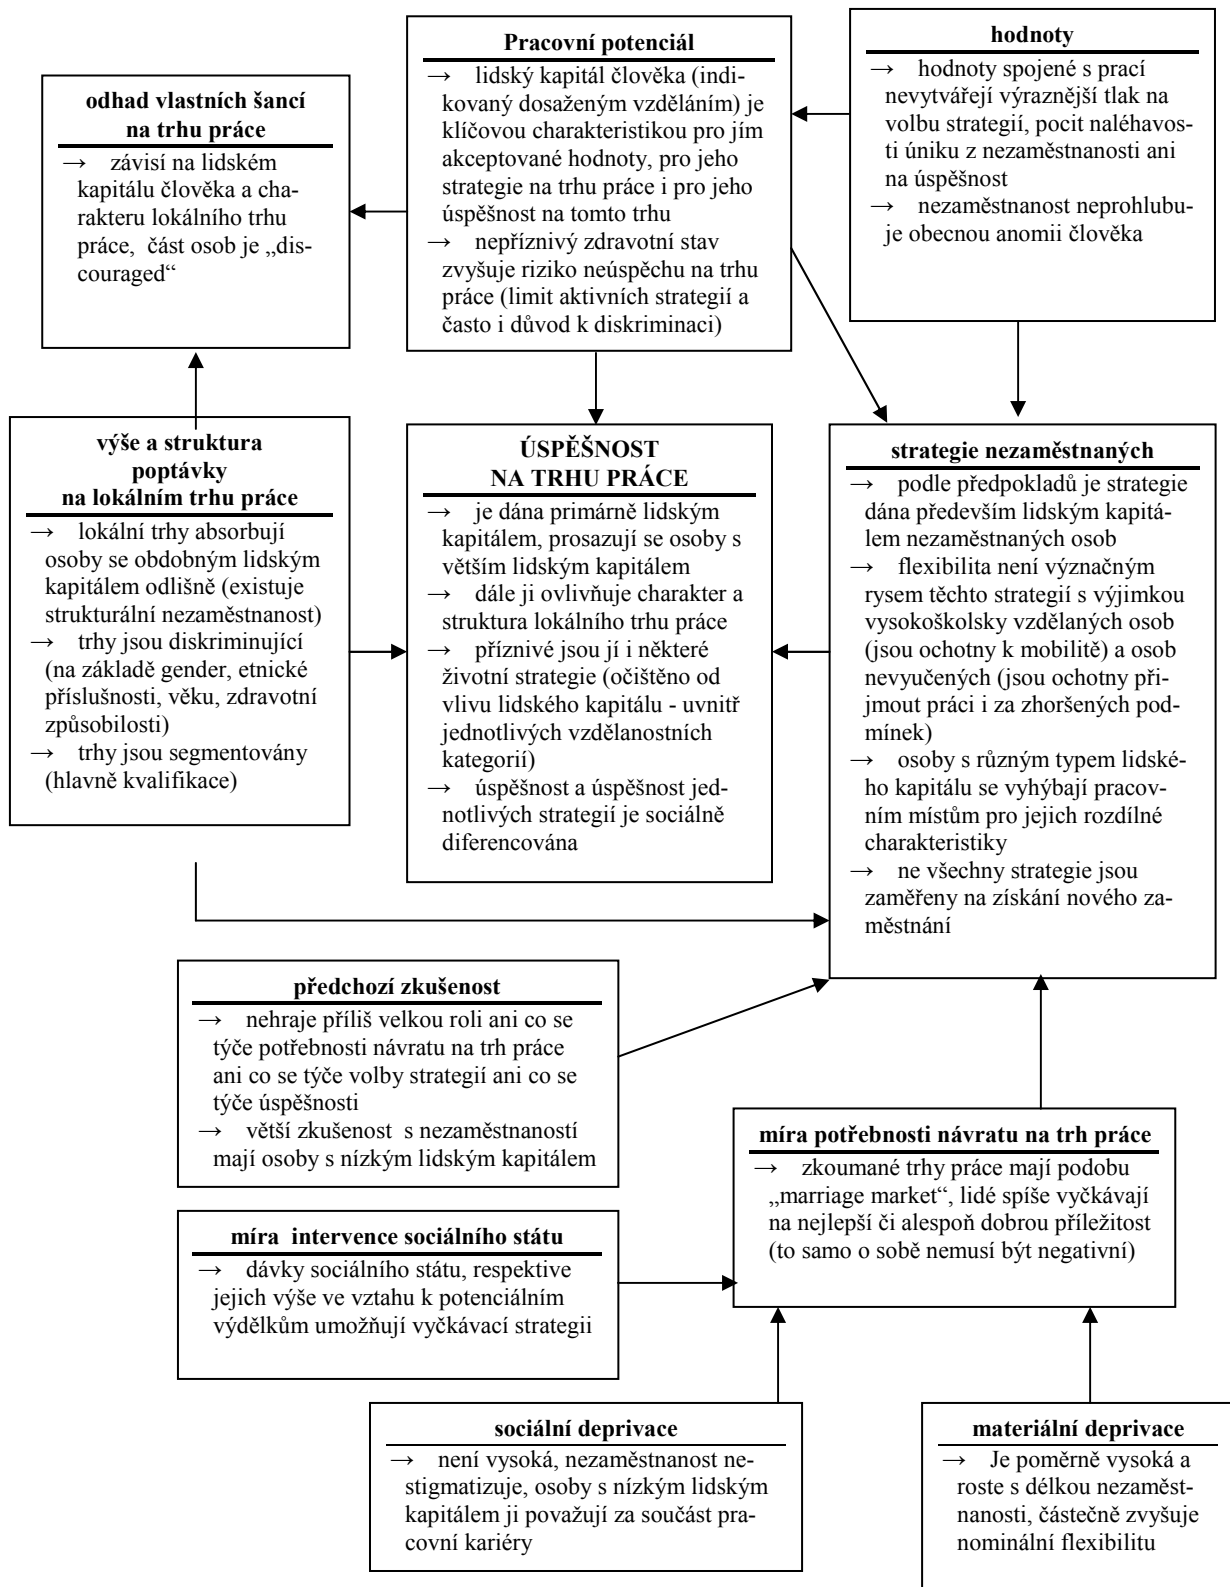 Pracovní potenciál
→ lidský kapitál člověka (indi-
kovaný dosaženým vzděláním) je
klíčovou charakteristikou pro jím
akceptované hodnoty, pro jeho
strategie na trhu práce i pro jeho
úspěšnost na tomto trhu
→ nepříznivý zdravotní stav
zvyšuje riziko neúspěchu na trhu
práce (limit aktivních strategií a
často i důvod k diskriminaci)
hodnoty
→ hodnoty spojené s prací
nevytvářejí výraznější tlak na
volbu strategií, pocit naléhavos-
ti úniku z nezaměstnanosti ani
na úspěšnost
→ nezaměstnanost neprohlubu-
je obecnou anomii člověka
odhad vlastních šancí
na trhu práce
→ závisí na lidském
kapitálu člověka a cha-
rakteru lokálního trhu
práce, část osob je „dis-
couraged“
výše a struktura
poptávky
na lokálním trhu práce
→ lokální trhy absorbují
osoby se obdobným lidským
kapitálem odlišně (existuje
strukturální nezaměstnanost)
→ trhy jsou diskriminující
(na základě gender, etnické
příslušnosti, věku, zdravotní
způsobilosti)
→ trhy jsou segmentovány
(hlavně kvalifikace)
ÚSPĚŠNOST
NA TRHU PRÁCE
→ je dána primárně lidským
kapitálem, prosazují se osoby s
větším lidským kapitálem
→ dále ji ovlivňuje charakter a
struktura lokálního trhu práce
→ příznivé jsou jí i některé
životní strategie (očištěno od
vlivu lidského kapitálu - uvnitř
jednotlivých vzdělanostních
kategorií)
→ úspěšnost a úspěšnost jed-
notlivých strategií je sociálně
diferencována
strategie nezaměstnaných
→ podle předpokladů je strategie
dána především lidským kapitá-
lem nezaměstnaných osob
→ flexibilita není význačným
rysem těchto strategií s výjimkou
vysokoškolsky vzdělaných osob
(jsou ochotny k mobilitě) a osob
nevyučených (jsou ochotny při-
jmout práci i za zhoršených pod-
mínek)
→ osoby s různým typem lidské-
ho kapitálu se vyhýbají pracov-
ním místům pro jejich rozdílné
charakteristiky
→ ne všechny strategie jsou
zaměřeny na získání nového za-
městnání
předchozí zkušenost
→ nehraje příliš velkou roli ani co se
týče potřebnosti návratu na trh práce
ani co se týče volby strategií ani co se
týče úspěšnosti
→ větší zkušenost s nezaměstnaností
mají osoby s nízkým lidským kapitálem
míra potřebnosti návratu na trh práce
→ zkoumané trhy práce mají podobu
„marriage market“, lidé spíše vyčkávají
na nejlepší či alespoň dobrou příležitost
(to samo o sobě nemusí být negativní)
míra intervence sociálního státu
→ dávky sociálního státu, respektive
jejich výše ve vztahu k potenciálním
výdělkům umožňují vyčkávací strategii
sociální deprivace
→ není vysoká, nezaměstnanost ne-
stigmatizuje, osoby s nízkým lidským
kapitálem ji považují za součást pra-
covní kariéry
materiální deprivace
→ Je poměrně vysoká a
roste s délkou nezaměst-
nanosti, částečně zvyšuje
nominální flexibilitu